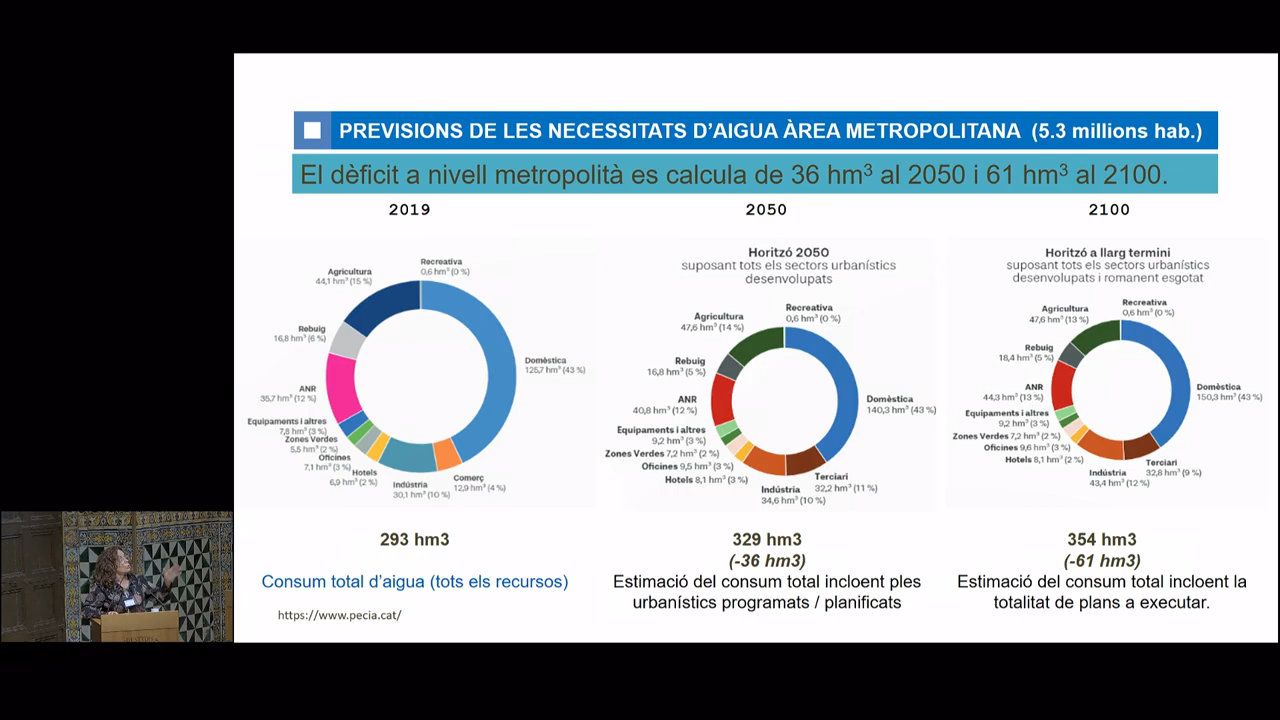 PREVISIONS DE LES NECESSITATS D'AIGUA ÀREA METROPOLITANA (5.3 millions hab.)
El dèficit a nivell metropolità es calcula de 36 hm³ al 2050 i 61 hm³ al 2100.
2019
Recreativa
0,6 hm³ (0 %)
Agricultura
44,1 hm³ (15 %)
Rebuig
16,8 hm³ (6 %)
Domèstica
125,7 hm³ (43 %)
ANR
35,7 hm³ (12 %)
Equipaments i altres
7,8 hm³ (3 %)
Zones Verdes
5,5 hm³ (2 %)
Oficines
7,1 hm³ (3 %)
Hotels
6,9 hm³ (2 %)
Indústria
30,1 hm³ (10 %)
Comerç
12,9 hm³ (4 %)
293 hm3
Consum total d'aigua (tots els recursos)
https://www.pecia.cat/
2050
Horitzó 2050
suposant tots els sectors urbanístics
desenvolupats
Recreativa
0,6 hm³ (0 %)
Agricultura
47,6 hm³ (14 %)
Rebuig
16,8 hm³ (5 %)
ANR
40,8 hm³ (12 %)
Domèstica
140,3 hm³ (43 %)
Equipaments i altres
9,2 hm³ (3 %)
Zones Verdes 7,2 hm³ (2 %)
Oficines 9,5 hm³ (3 %)
Hotels 8,1 hm³ (3 %)
Indústria
34,6 hm³ (10 %)
Terciari
32,2 hm³ (11 %)
329 hm3
(-36 hm3)
Estimació del consum total incloent ples
urbanístics programats / planificats
2100
Horitzó a llarg termini
suposant tots els sectors urbanístics
desenvolupats i romanent esgotat
Recreativa
0,6 hm³ (0 %)
Agricultura
47,6 hm³ (13 %)
Rebuig
18,4 hm³ (5 %)
ANR
44,3 hm³ (13 %)
Domèstica
150,3 hm³ (43 %)
Equipaments i altres
9,2 hm³ (3 %)
Zones Verdes 7,2 hm³ (2 %)
Oficines 9,6 hm³ (3 %)
Hotels 8,1 hm³ (2 %)
Indústria
43,4 hm³ (12 %)
Terciari
32,8 hm³ (9 %)
354 hm3
(-61 hm3)
Estimació del consum total incloent la
totalitat de plans a executar.